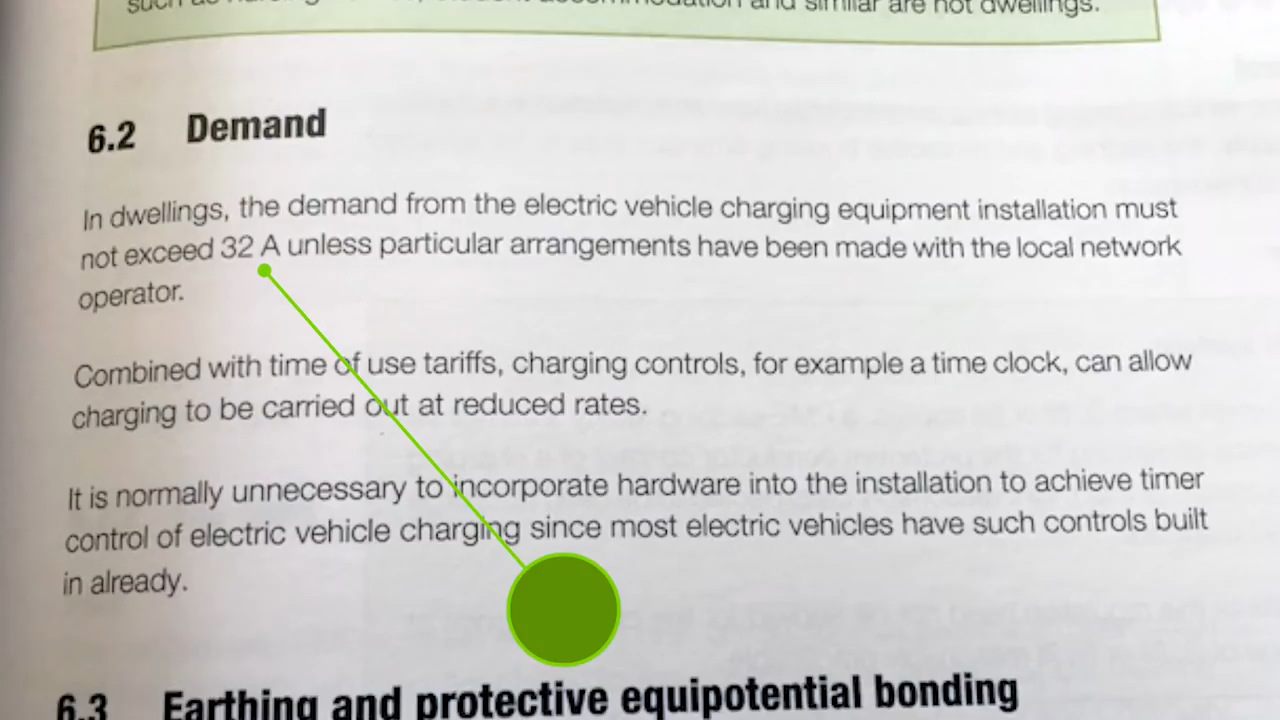 accommodation and similar are not dwellings.
6.2 Demand
In dwellings, the demand from the electric vehicle charging equipment installation must
not exceed 32 A unless particular arrangements have been made with the local network
operator.
Combined with time of use tariffs, charging controls, for example a time clock, can allow
charging to be carried out at reduced rates.
It is normally unnecessary to incorporate hardware into the installation to achieve timer
control of electric vehicle charging since most electric vehicles have such controls built
in already.
6.3 Earthing and protective equipotential bonding